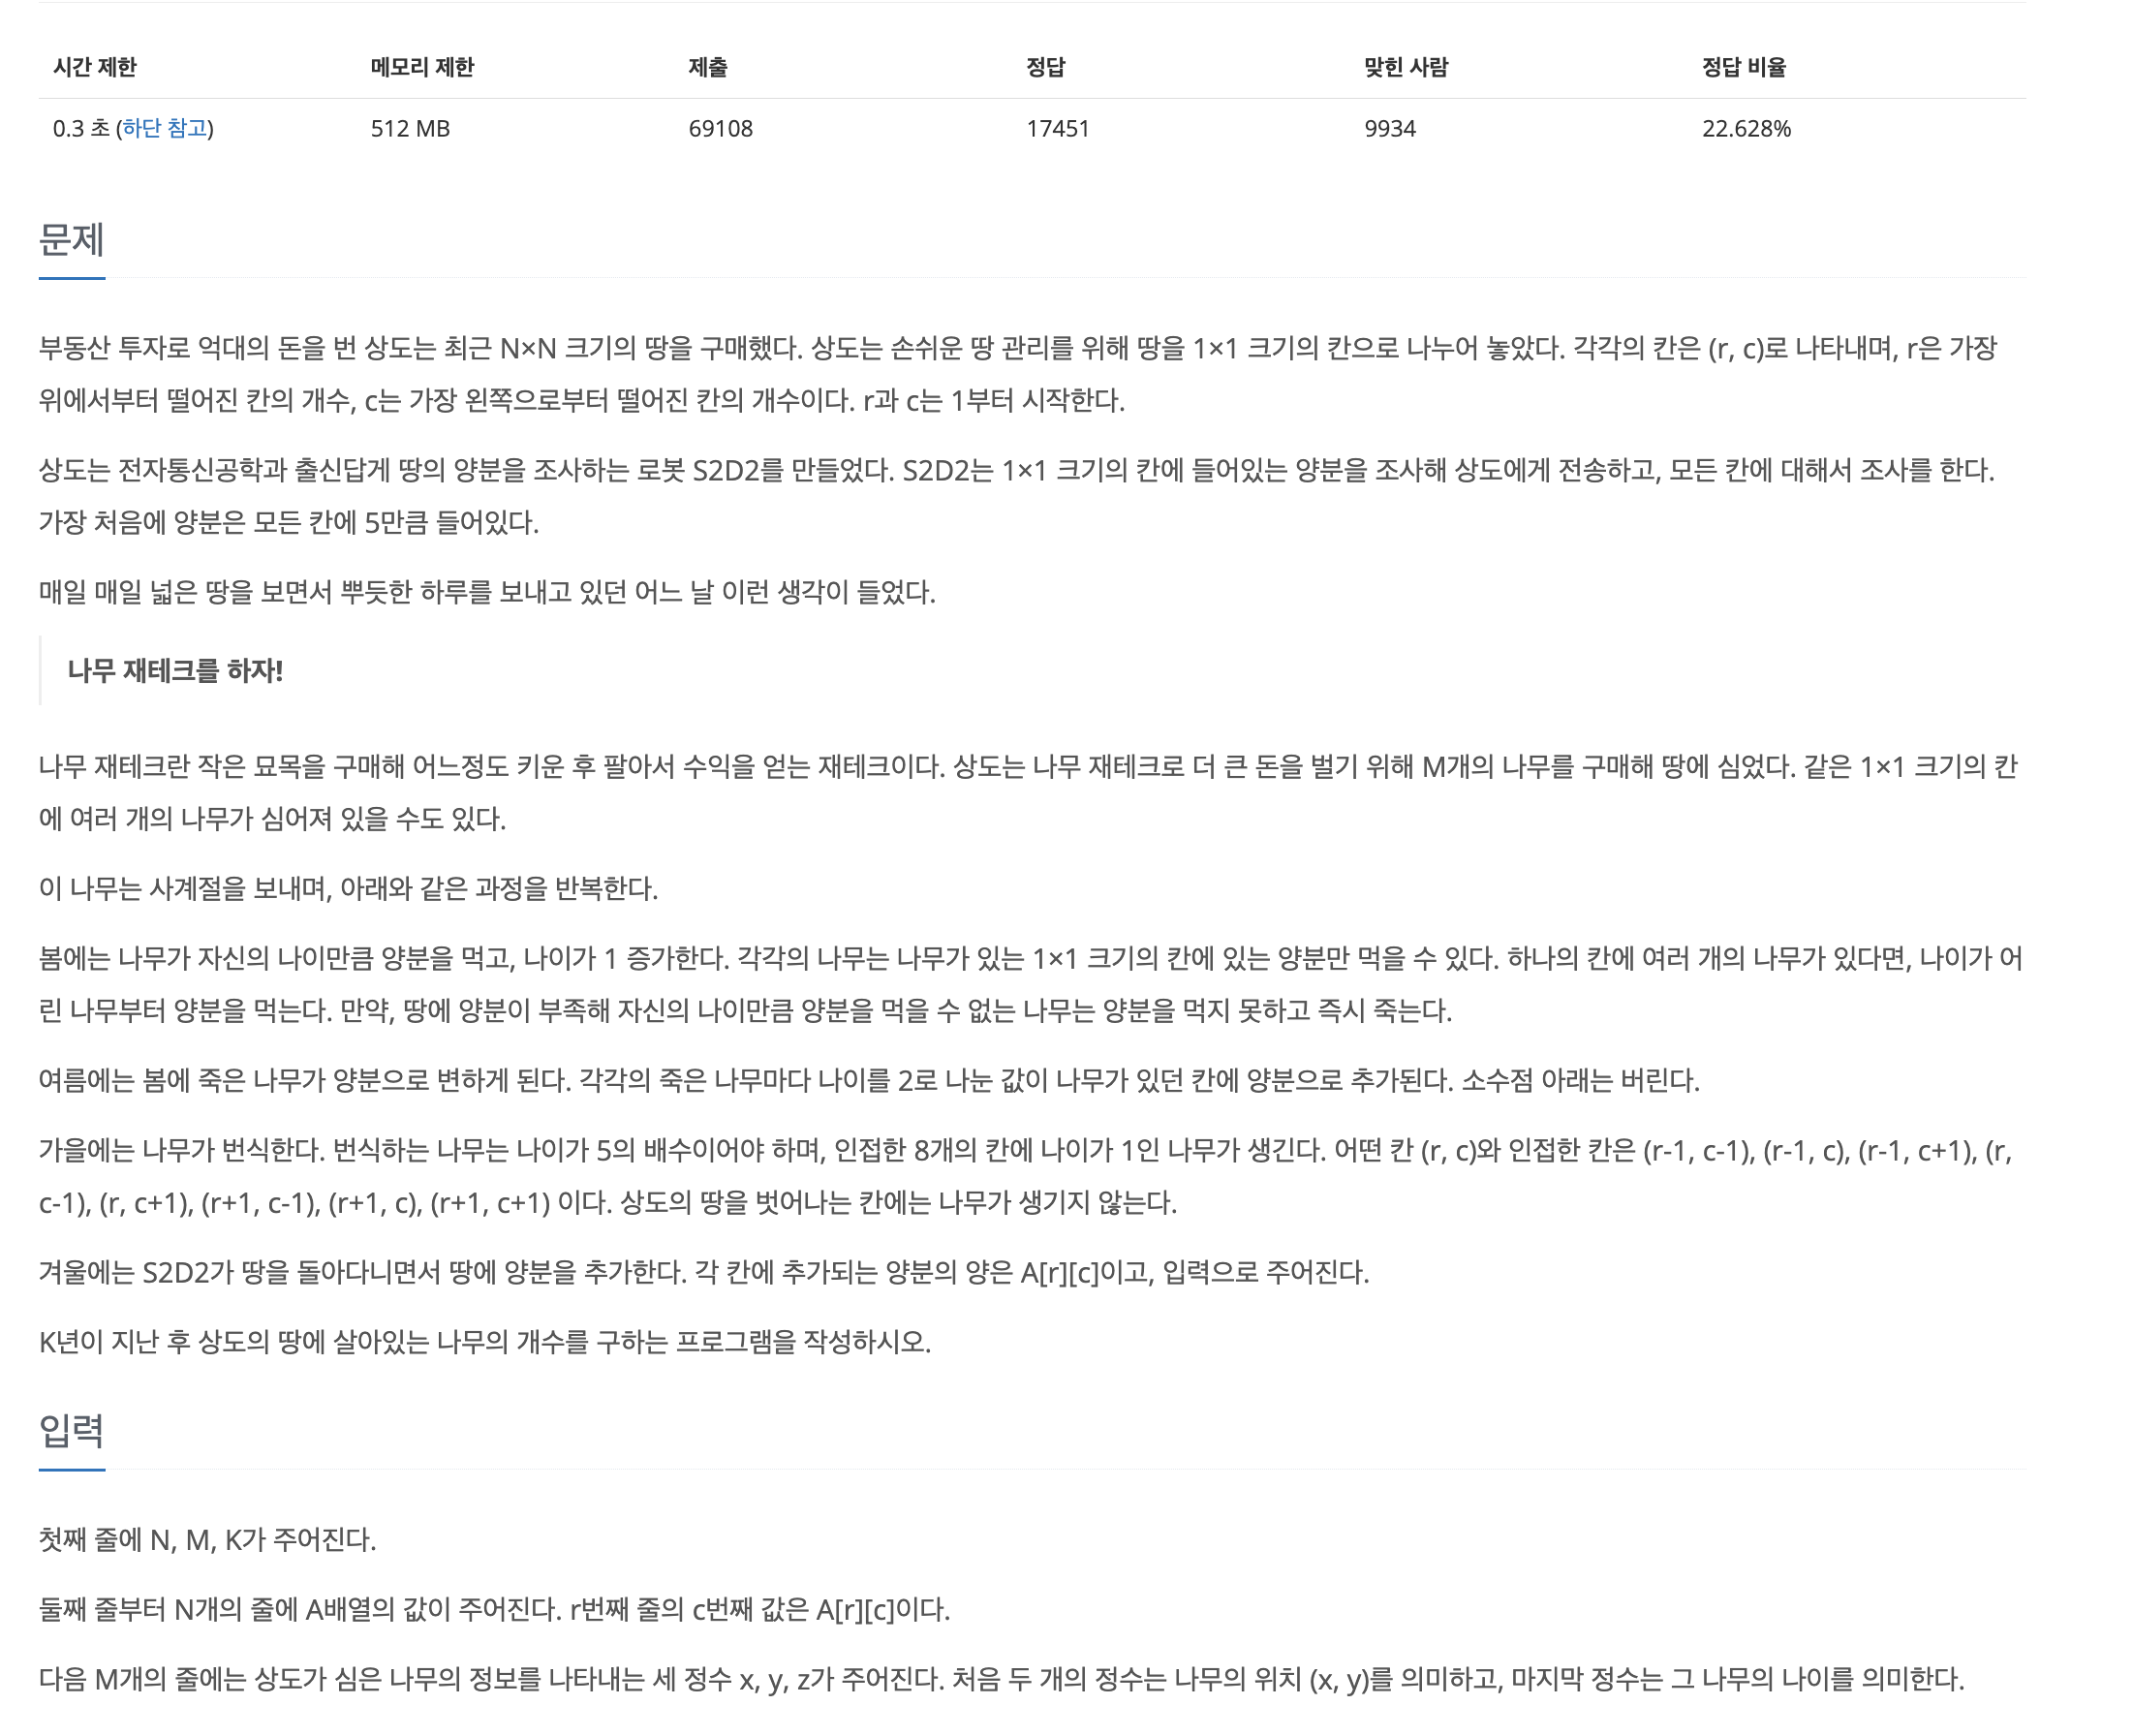 시간 제한 메모리 제한 제출 정답 맞힌 사람 정답 비율
0.3 초 (하단 참고) 512 MB 69108 17451 9934 22.628%
문제
부동산 투자로 억대의 돈을 번 상도는 최근 N×N 크기의 땅을 구매했다. 상도는 손쉬운 땅 관리를 위해 땅을 1×1 크기의 칸으로 나누어 놓았다. 각각의 칸은 (r, c)로 나타내며, r은 가장
위에서부터 떨어진 칸의 개수, c는 가장 왼쪽으로부터 떨어진 칸의 개수이다. r과 c는 1부터 시작한다.
상도는 전자통신공학과 출신답게 땅의 양분을 조사하는 로봇 S2D2를 만들었다. S2D2는 1×1 크기의 칸에 들어있는 양분을 조사해 상도에게 전송하고, 모든 칸에 대해서 조사를 한다.
가장 처음에 양분은 모든 칸에 5만큼 들어있다.
매일 매일 넓은 땅을 보면서 뿌듯한 하루를 보내고 있던 어느 날 이런 생각이 들었다.
나무 재테크를 하자!
나무 재테크란 작은 묘목을 구매해 어느정도 키운 후 팔아서 수익을 얻는 재테크이다. 상도는 나무 재테크로 더 큰 돈을 벌기 위해 M개의 나무를 구매해 땅에 심었다. 같은 1×1 크기의 칸
에 여러 개의 나무가 심어져 있을 수도 있다.
이 나무는 사계절을 보내며, 아래와 같은 과정을 반복한다.
봄에는 나무가 자신의 나이만큼 양분을 먹고, 나이가 1 증가한다. 각각의 나무는 나무가 있는 1×1 크기의 칸에 있는 양분만 먹을 수 있다. 하나의 칸에 여러 개의 나무가 있다면, 나이가 어
린 나무부터 양분을 먹는다. 만약, 땅에 양분이 부족해 자신의 나이만큼 양분을 먹을 수 없는 나무는 양분을 먹지 못하고 즉시 죽는다.
여름에는 봄에 죽은 나무가 양분으로 변하게 된다. 각각의 죽은 나무마다 나이를 2로 나눈 값이 나무가 있던 칸에 양분으로 추가된다. 소수점 아래는 버린다.
가을에는 나무가 번식한다. 번식하는 나무는 나이가 5의 배수이어야 하며, 인접한 8개의 칸에 나이가 1인 나무가 생긴다. 어떤 칸 (r, c)와 인접한 칸은 (r-1, c-1), (r-1, c), (r-1, c+1), (r,
c-1), (r, c+1), (r+1, c-1), (r+1, c), (r+1, c+1) 이다. 상도의 땅을 벗어나는 칸에는 나무가 생기지 않는다.
겨울에는 S2D2가 땅을 돌아다니면서 땅에 양분을 추가한다. 각 칸에 추가되는 양분의 양은 A[r][c]이고, 입력으로 주어진다.
K년이 지난 후 상도의 땅에 살아있는 나무의 개수를 구하는 프로그램을 작성하시오.
입력
첫째 줄에 N, M, K가 주어진다.
둘째 줄부터 N개의 줄에 A배열의 값이 주어진다. r번째 줄의 c번째 값은 A[r][c]이다.
다음 M개의 줄에는 상도가 심은 나무의 정보를 나타내는 세 정수 x, y, z가 주어진다. 처음 두 개의 정수는 나무의 위치 (x, y)를 의미하고, 마지막 정수는 그 나무의 나이를 의미한다.